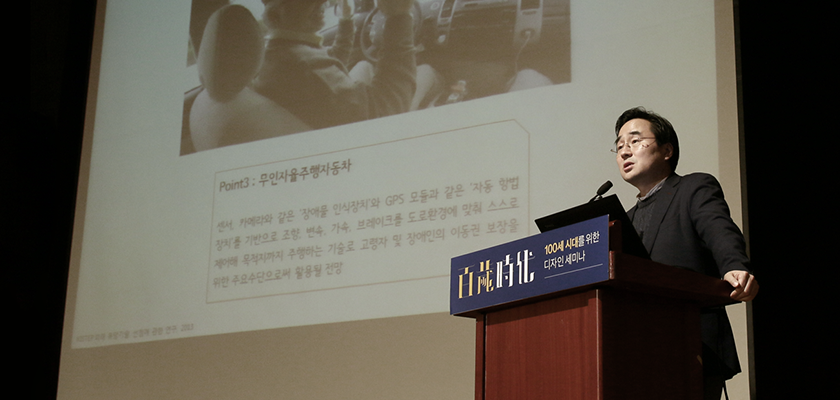 Point3 : 무인자율주행자동차
센서, 카메라와 같은 '장애물 인식장치'와 GPS 모듈과 같은 '자동 항법
장치'를 기반으로 조향, 변속, 가속, 브레이크를 도로환경에 맞춰 스스로
제어해 목적지까지 주행하는 기술로 고령자 및 장애인의 이동권 보장을
위한 주요수단으로써 활용될 전망
百歲時代
100세 시대를 위한
디자인 세미나